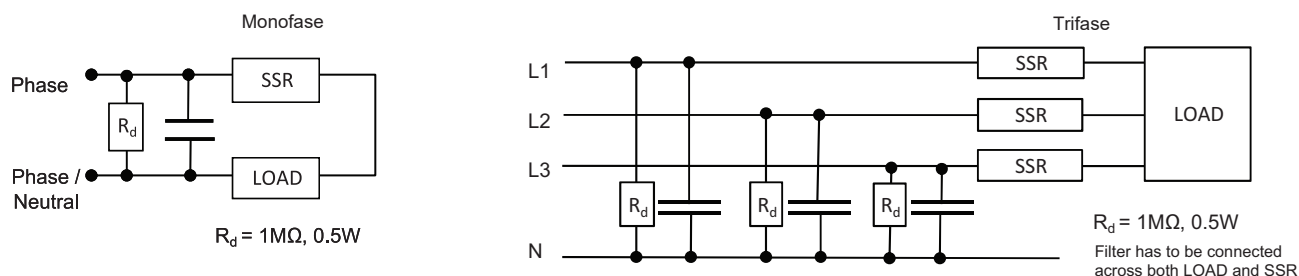 Monofase
Phase
SSR
R_d
Phase /
Neutral
LOAD
R_d = 1MΩ, 0.5W
Trifase
L1
SSR
L2
SSR
LOAD
L3
SSR
R_d
R_d
R_d
N
R_d = 1MΩ, 0.5W
Filter has to be connected
across both LOAD and SSR